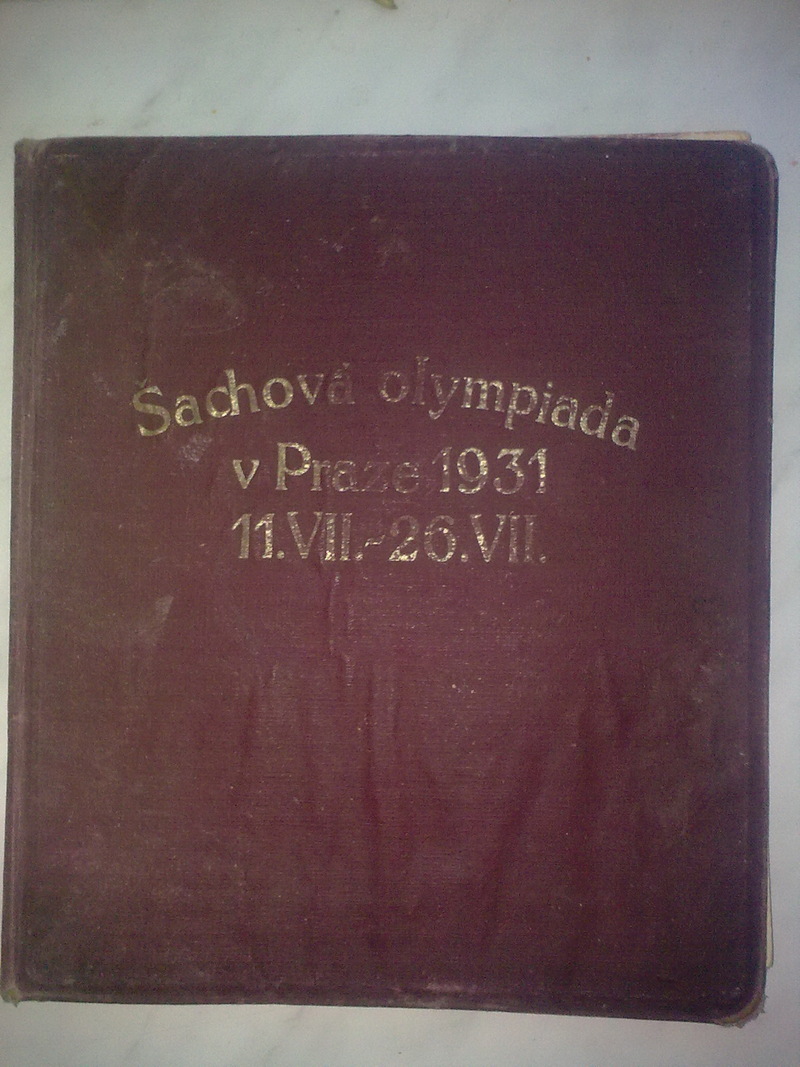 Šachová olympiada
v Praze 1931
11.VII.-26.VII.